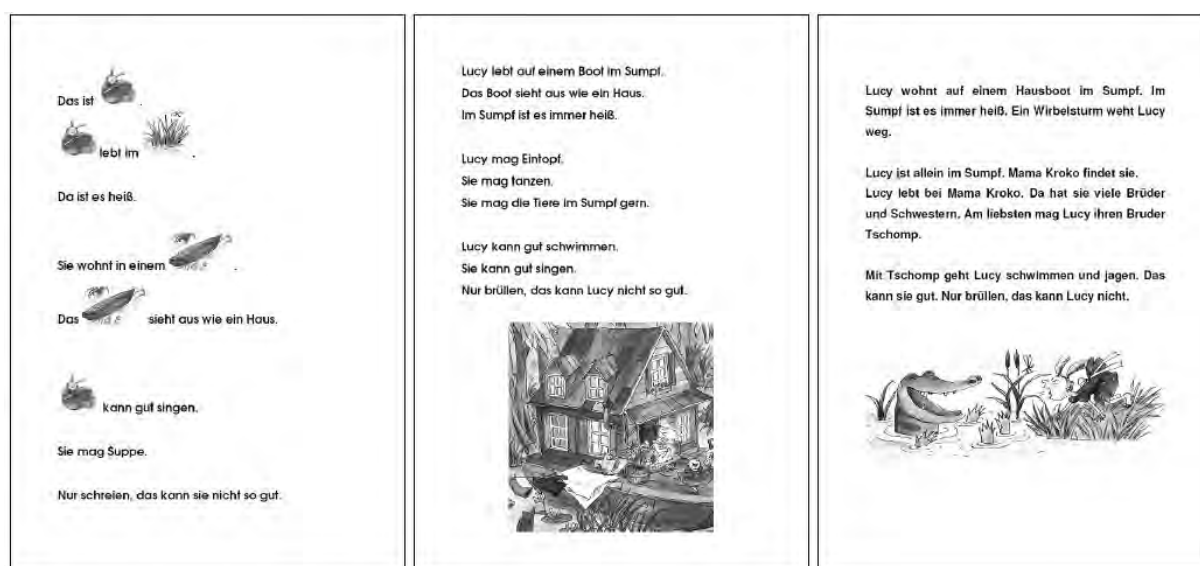 Das ist .
lebt im .
Da ist es heiß.
Sie wohnt in einem .
Das sieht aus wie ein Haus.
kann gut singen.
Sie mag Suppe.
Nur schreien, das kann sie nicht so gut.
Lucy lebt auf einem Boot im Sumpf.
Das Boot sieht aus wie ein Haus.
Im Sumpf ist es immer heiß.
Lucy mag Eintopf.
Sie mag tanzen.
Sie mag die Tiere im Sumpf gern.
Lucy kann gut schwimmen.
Sie kann gut singen.
Nur brüllen, das kann Lucy nicht so gut.
Lucy wohnt auf einem Hausboot im Sumpf. Im
Sumpf ist es immer heiß. Ein Wirbelsturm weht Lucy
weg.
Lucy ist allein im Sumpf. Mama Kroko findet sie.
Lucy lebt bei Mama Kroko. Da hat sie viele Brüder
und Schwestern. Am liebsten mag Lucy ihren Bruder
Tschomp.
Mit Tschomp geht Lucy schwimmen und jagen. Das
kann sie gut. Nur brüllen, das kann Lucy nicht.